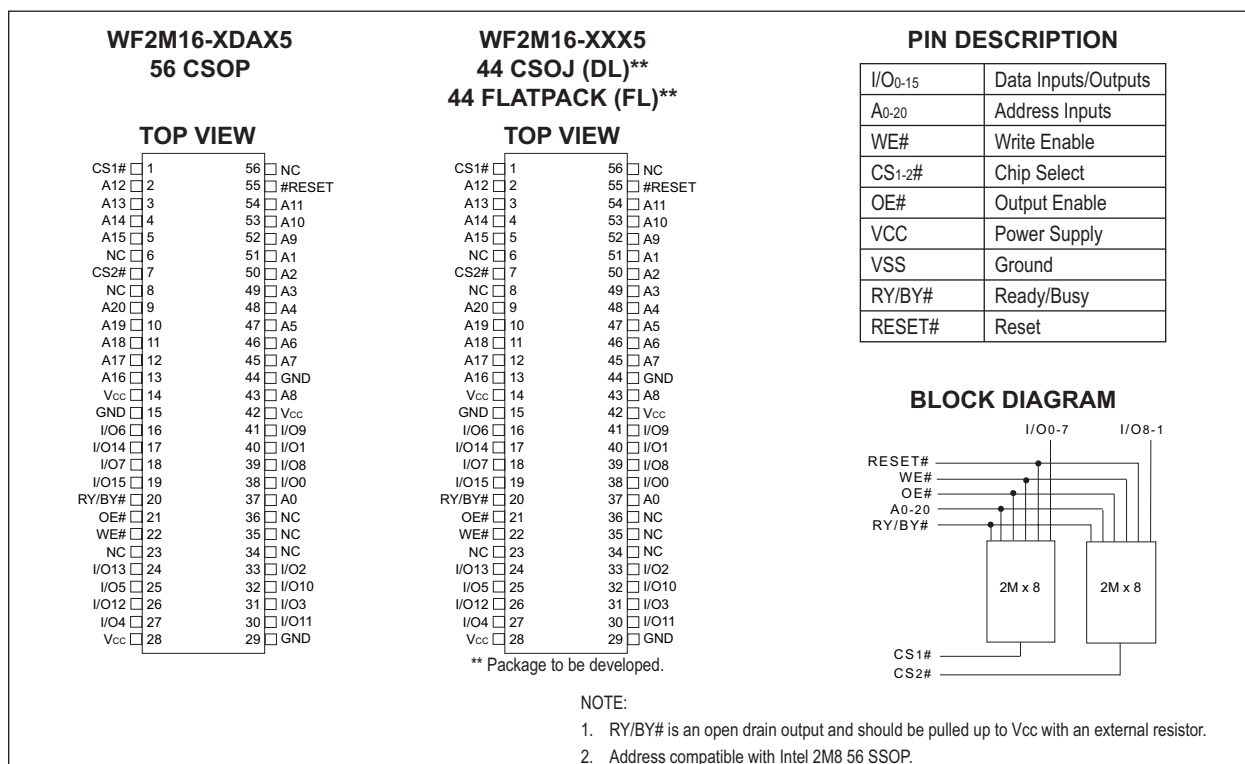 WF2M16-XDAX5
56 CSOP
TOP VIEW
CS1# 1 56 NC
A12 2 55 #RESET
A13 3 54 A11
A14 4 53 A10
A15 5 52 A9
NC 6 51 A1
CS2# 7 50 A2
NC 8 49 A3
A20 9 48 A4
A19 10 47 A5
A18 11 46 A6
A17 12 45 A7
A16 13 44 GND
Vcc 14 43 A8
GND 15 42 Vcc
I/O6 16 41 I/O9
I/O14 17 40 I/O1
I/O7 18 39 I/O8
I/O15 19 38 I/O0
RY/BY# 20 37 A0
OE# 21 36 NC
WE# 22 35 NC
NC 23 34 NC
I/O13 24 33 I/O2
I/O5 25 32 I/O10
I/O12 26 31 I/O3
I/O4 27 30 I/O11
Vcc 28 29 GND
WF2M16-XXX5
44 CSOJ (DL)**
44 FLATPACK (FL)**
TOP VIEW
CS1# 1 56 NC
A12 2 55 #RESET
A13 3 54 A11
A14 4 53 A10
A15 5 52 A9
NC 6 51 A1
CS2# 7 50 A2
NC 8 49 A3
A20 9 48 A4
A19 10 47 A5
A18 11 46 A6
A17 12 45 A7
A16 13 44 GND
Vcc 14 43 A8
GND 15 42 Vcc
I/O6 16 41 I/O9
I/O14 17 40 I/O1
I/O7 18 39 I/O8
I/O15 19 38 I/O0
RY/BY# 20 37 A0
OE# 21 36 NC
WE# 22 35 NC
NC 23 34 NC
I/O13 24 33 I/O2
I/O5 25 32 I/O10
I/O12 26 31 I/O3
I/O4 27 30 I/O11
Vcc 28 29 GND
** Package to be developed.
PIN DESCRIPTION
I/O0-15 Data Inputs/Outputs
A0-20 Address Inputs
WE# Write Enable
CS1-2# Chip Select
OE# Output Enable
VCC Power Supply
VSS Ground
RY/BY# Ready/Busy
RESET# Reset
BLOCK DIAGRAM
I/O0-7 I/O8-1
RESET#
WE#
OE#
A0-20
RY/BY#
2M x 8 2M x 8
CS1#
CS2#
NOTE:
1. RY/BY# is an open drain output and should be pulled up to Vcc with an external resistor.
2. Address compatible with Intel 2M8 56 SSOP.